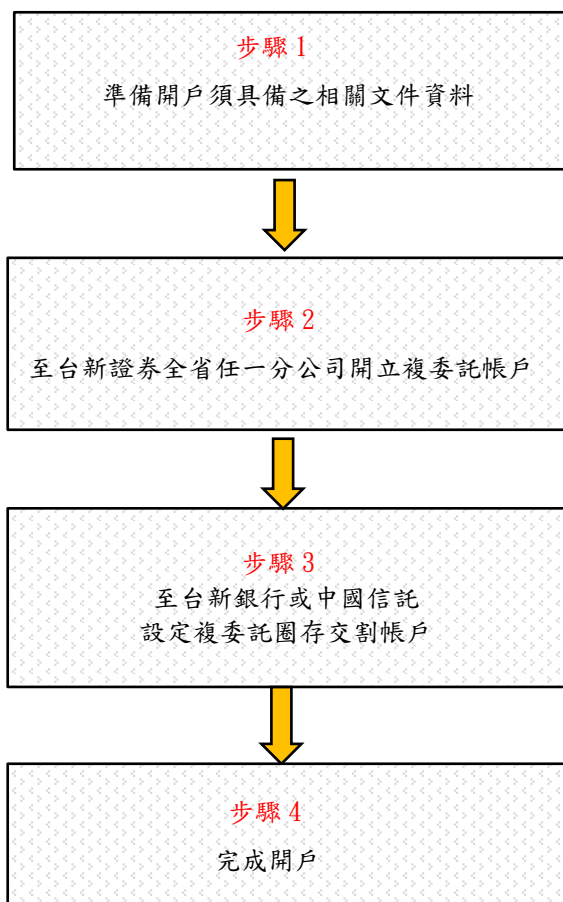 步驟 1
準備開戶須具備之相關文件資料
步驟 2
至台新證券全省任一分公司開立複委託帳戶
步驟 3
至台新銀行或中國信託
設定複委託圈存交割帳戶
步驟 4
完成開戶